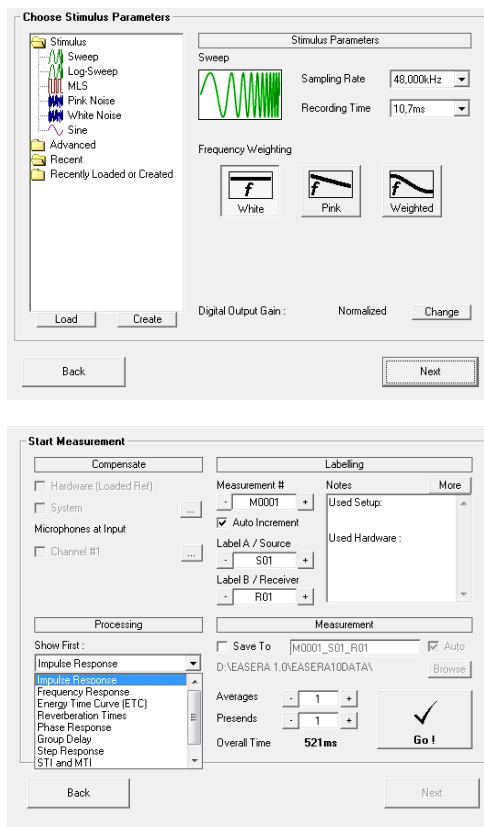 Choose Stimulus Parameters
Stimulus
Sweep
Log-Sweep
MLS
Pink Noise
White Noise
Sine
Advanced
Recent
Recently Loaded or Created
Load
Create
Stimulus Parameters
Sweep
Sampling Rate
48,000kHz
Recording Time
10,7ms
Frequency Weighting
f
White
f
Pink
f
Weighted
Digital Output Gain :
Normalized
Change
Back
Next
Start Measurement
Compensate
Hardware (Loaded Ref)
System
...
Microphones at Input
Channel #1
...
Labelling
Measurement #
- M0001 +
Auto Increment
Label A / Source
- S01 +
Label B / Receiver
- R01 +
Notes
More
Used Setup:
Used Hardware :
Processing
Show First :
Impulse Response
Impulse Response
Frequency Response
Energy Time Curve (ETC)
Reverberation Times
Phase Response
Group Delay
Step Response
STI and MTI
Measurement
Save To
M0001_S01_R01
Auto
D:\EASERA 1.0\EASERA10DATA\
Browse
Averages
- 1 +
Presends
- 1 +
Overall Time
521ms
Go !
Back
Next